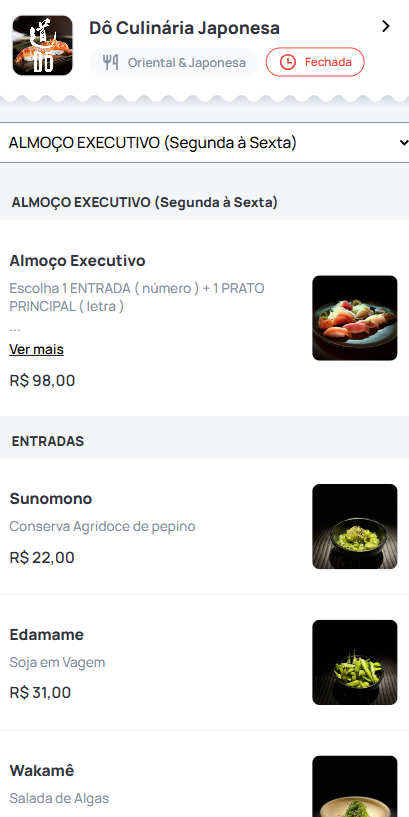 DÔ
Dô Culinária Japonesa
Oriental & Japonesa
Fechada
ALMOÇO EXECUTIVO (Segunda à Sexta)
ALMOÇO EXECUTIVO (Segunda à Sexta)
Almoço Executivo
Escolha 1 ENTRADA ( número ) + 1 PRATO
PRINCIPAL ( letra )
...
Ver mais
R$ 98,00
ENTRADAS
Sunomono
Conserva Agridoce de pepino
R$ 22,00
Edamame
Soja em Vagem
R$ 31,00
Wakamê
Salada de Algas